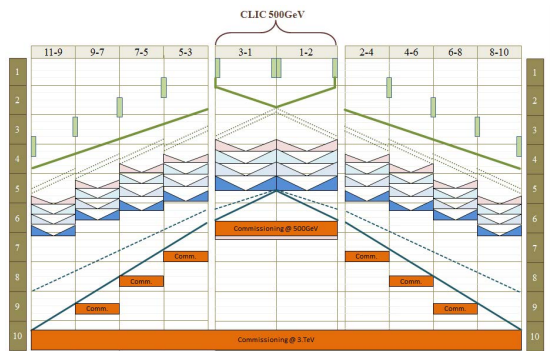 CLIC 500GeV
11-9 9-7 7-5 5-3 3-1 1-2 2-4 4-6 6-8 8-10
1 1
2 2
3 3
4 4
5 5
6 6
Commissioning @ 500GeV
7 Comm. Comm. 7
8 Comm. Comm. 8
9 Comm. Comm. 9
10 Commissioning @ 3.TeV 10